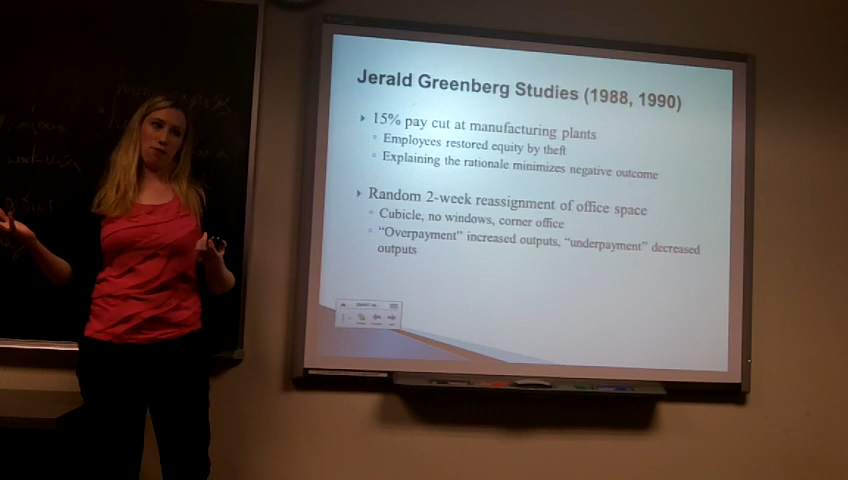 Jerald Greenberg Studies (1988, 1990)
15% pay cut at manufacturing plants
Employees restored equity by theft
Explaining the rationale minimizes negative outcome
Random 2-week reassignment of office space
Cubicle, no windows, corner office
"Overpayment" increased outputs, "underpayment" decreased
outputs